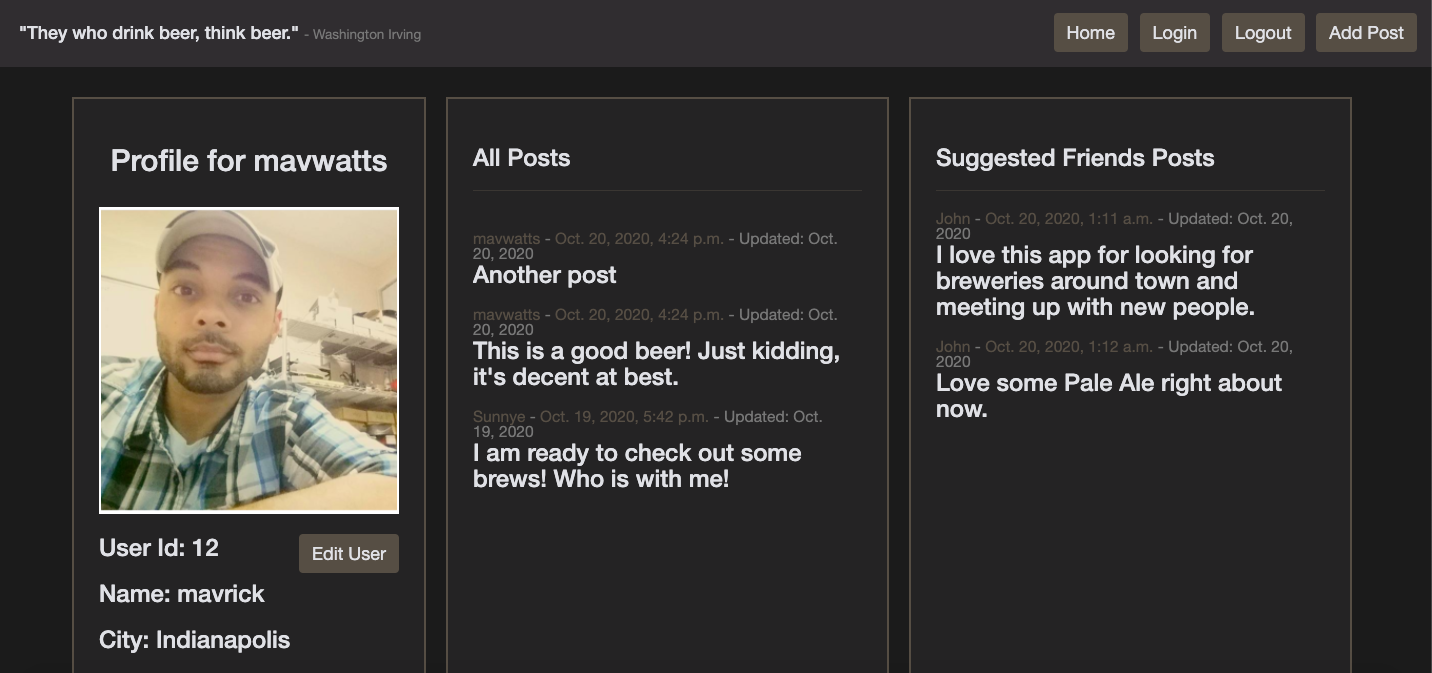 "They who drink beer, think beer." - Washington Irving
Home
Login
Logout
Add Post
Profile for mavwatts
User Id: 12
Edit User
Name: mavrick
City: Indianapolis
All Posts
mavwatts - Oct. 20, 2020, 4:24 p.m. - Updated: Oct.
20, 2020
Another post
mavwatts - Oct. 20, 2020, 4:24 p.m. - Updated: Oct.
20, 2020
This is a good beer! Just kidding,
it's decent at best.
Sunnye - Oct. 19, 2020, 5:42 p.m. - Updated: Oct.
19, 2020
I am ready to check out some
brews! Who is with me!
Suggested Friends Posts
John - Oct. 20, 2020, 1:11 a.m. - Updated: Oct. 20,
2020
I love this app for looking for
breweries around town and
meeting up with new people.
John - Oct. 20, 2020, 1:12 a.m. - Updated: Oct. 20,
2020
Love some Pale Ale right about
now.